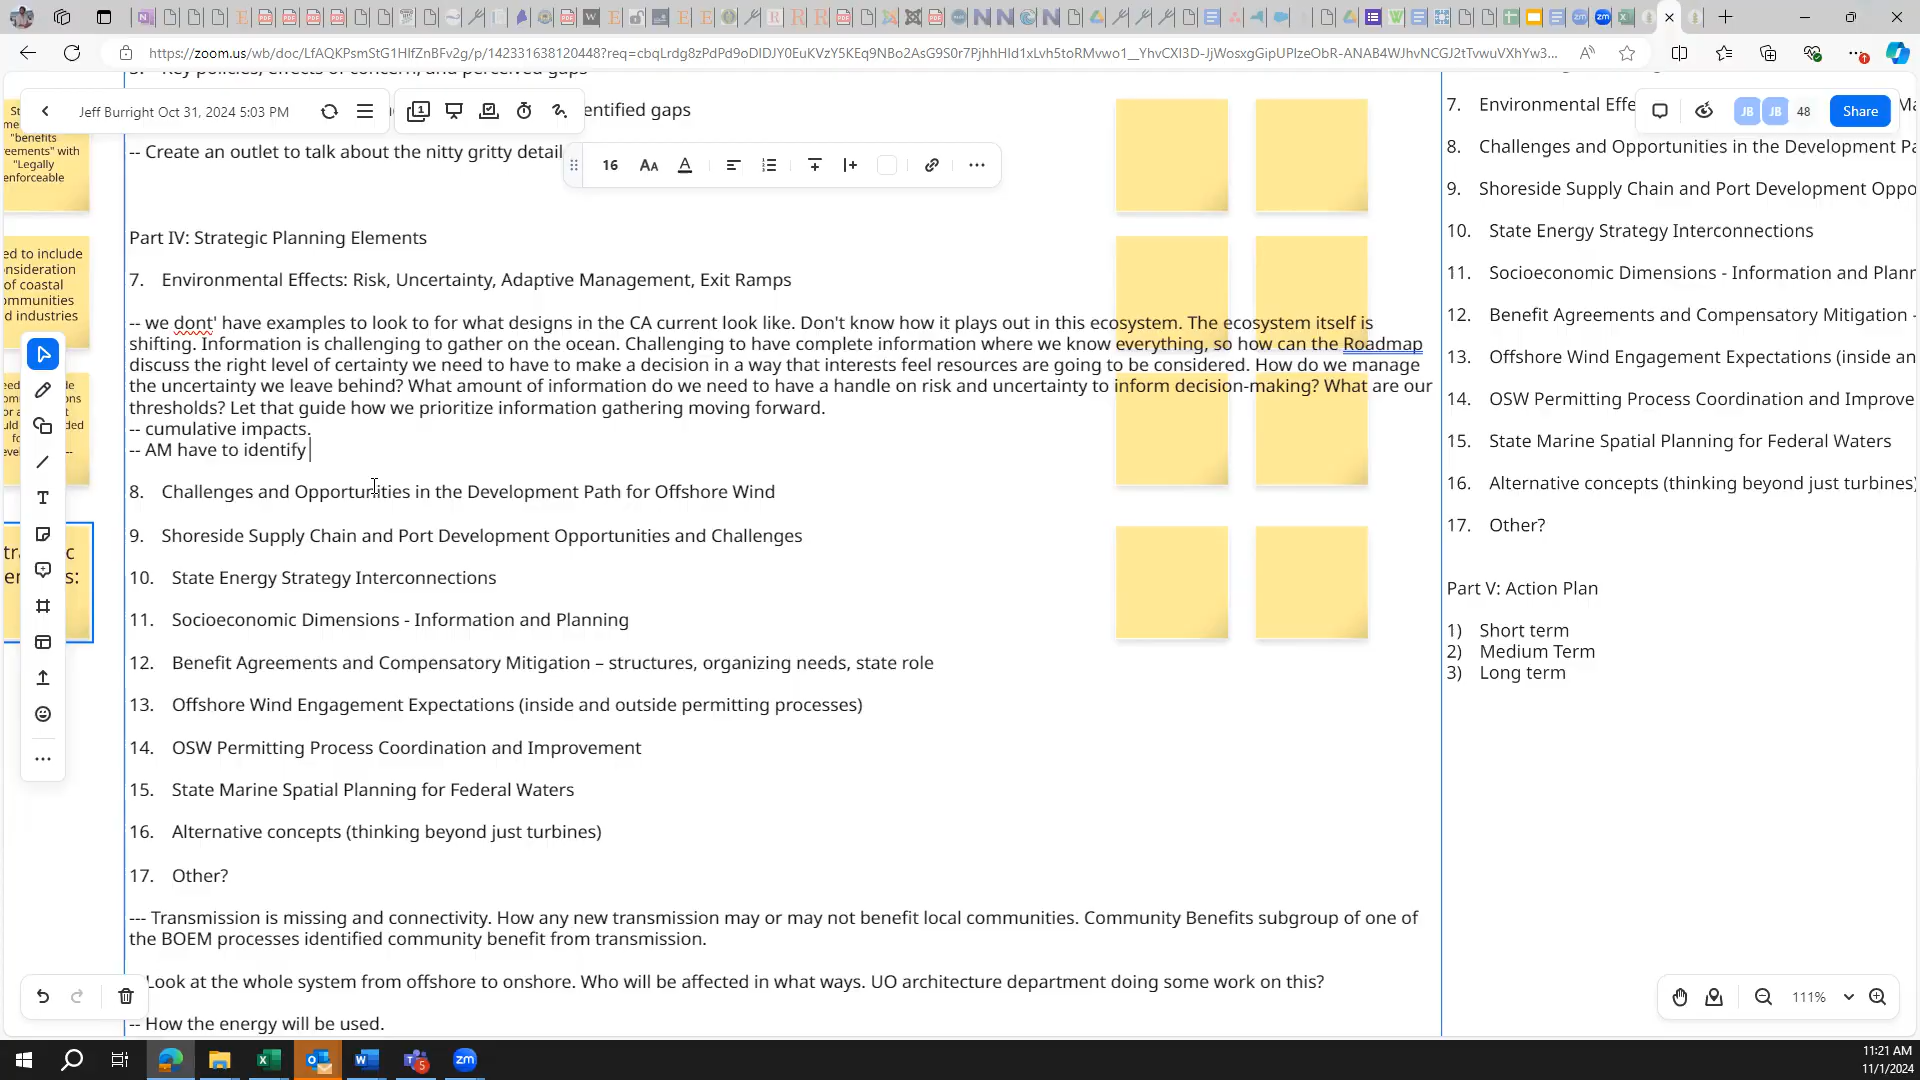 https://zoom.us/wb/doc/LfAQKPsmStG1HIfZnBFv2g/p/142331638120448?req=cbqLrdg8zPdPd9oDIDJY0EuKVzY5KEq9NBo2AsG9S0r7PjhhHId1xLvh5toRMvwo1__YhvCXI3D-JjWosxgGipUPIzeObR-ANAB4WJhvNCGJ2tTvwuVXhYw3...
Jeff Burright Oct 31, 2024 5:03 PM
JB JB 48 Share
entified gaps
-- Create an outlet to talk about the nitty gritty detail
16
Part IV: Strategic Planning Elements
7. Environmental Effects: Risk, Uncertainty, Adaptive Management, Exit Ramps
-- we dont' have examples to look to for what designs in the CA current look like. Don't know how it plays out in this ecosystem. The ecosystem itself is
shifting. Information is challenging to gather on the ocean. Challenging to have complete information where we know everything, so how can the Roadmap
discuss the right level of certainty we need to have to make a decision in a way that interests feel resources are going to be considered. How do we manage
the uncertainty we leave behind? What amount of information do we need to have a handle on risk and uncertainty to inform decision-making? What are our
thresholds? Let that guide how we prioritize information gathering moving forward.
-- cumulative impacts.
-- AM have to identify
8. Challenges and Opportunities in the Development Path for Offshore Wind
9. Shoreside Supply Chain and Port Development Opportunities and Challenges
10. State Energy Strategy Interconnections
11. Socioeconomic Dimensions - Information and Planning
12. Benefit Agreements and Compensatory Mitigation – structures, organizing needs, state role
13. Offshore Wind Engagement Expectations (inside and outside permitting processes)
14. OSW Permitting Process Coordination and Improvement
15. State Marine Spatial Planning for Federal Waters
16. Alternative concepts (thinking beyond just turbines)
17. Other?
--- Transmission is missing and connectivity. How any new transmission may or may not benefit local communities. Community Benefits subgroup of one of
the BOEM processes identified community benefit from transmission.
Look at the whole system from offshore to onshore. Who will be affected in what ways. UO architecture department doing some work on this?
-- How the energy will be used.
"benefits
with
"Legally
enforceable
ed to include
nsideration
of coastal
mmunities
d industries
7. Environmental Effe
8. Challenges and Opportunities in the Development Pa
9. Shoreside Supply Chain and Port Development Oppo
10. State Energy Strategy Interconnections
11. Socioeconomic Dimensions - Information and Plann
12. Benefit Agreements and Compensatory Mitigation -
13. Offshore Wind Engagement Expectations (inside an
14. OSW Permitting Process Coordination and Improve
15. State Marine Spatial Planning for Federal Waters
16. Alternative concepts (thinking beyond just turbines)
17. Other?
Part V: Action Plan
1) Short term
2) Medium Term
3) Long term
111%
11:21 AM
11/1/2024